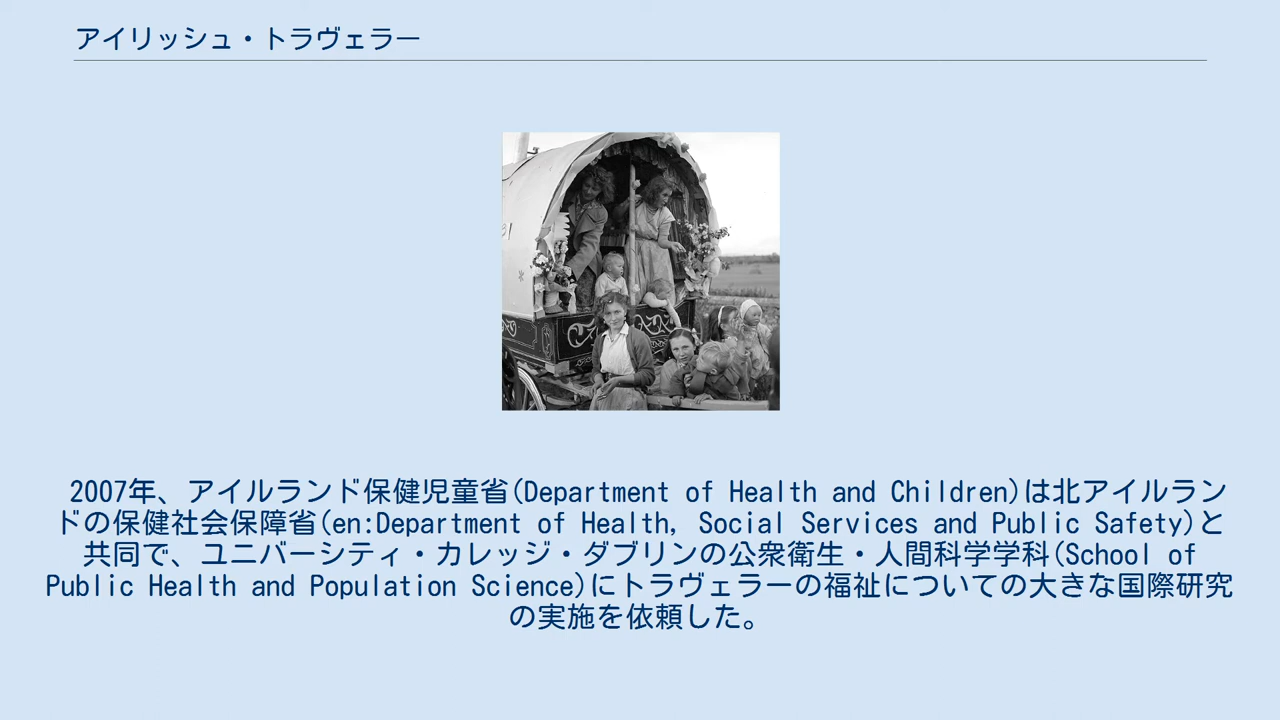 アイリッシュ・トラヴェラー
2007年、アイルランド保健児童省(Department of Health and Children)は北アイルラン
ドの保健社会保障省(en:Department of Health, Social Services and Public Safety)と
共同で、ユニバーシティ・カレッジ・ダブリンの公衆衛生・人間科学学科(School of
Public Health and Population Science)にトラヴェラーの福祉についての大きな国際研究
の実施を依頼した。